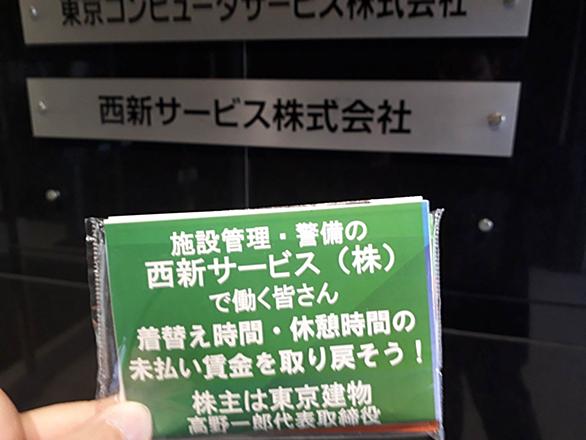 東京コンピュータサービス株式会社
西新サービス株式会社
施設管理・警備の
西新サービス（株）
で働く皆さん
着替え時間・休憩時間の
未払い賃金を取り戻そう！
株主は東京建物
高野一郎代表取締役